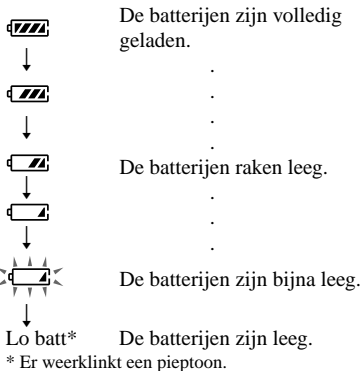 De batterijen zijn volledig
geladen.
.
.
.
.
De batterijen raken leeg.
.
.
.
De batterijen zijn bijna leeg.
Lo batt* De batterijen zijn leeg.
* Er weerklinkt een pieptoon.